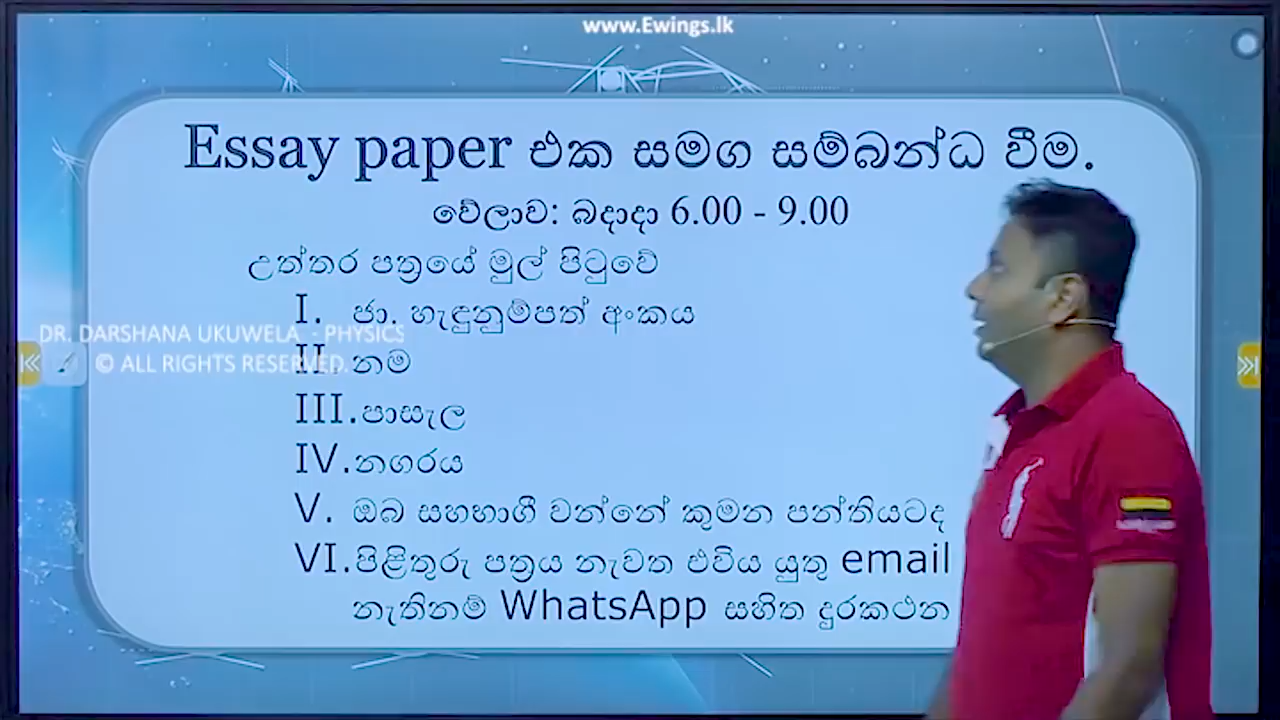 www.Ewings.lk
Essay paper එක සමග සම්බන්ධ වීම.
වේලාව: බදාදා 6.00 - 9.00
උත්තර පත්‍රයේ මුල් පිටුවේ
I. ජා. හැඳුනුම්පත් අංකය
DR. DARSHANA UKUWELA - PHYSICS
© ALL RIGHTS RESERVED.
II. නම
III. පාසැල
IV. නගරය
V. ඔබ සහභාගී වන්නේ කුමන පන්තියටද
VI. පිළිතුරු පත්‍රය නැවත එවිය යුතු email
නැතිනම් WhatsApp සහිත දුරකථන